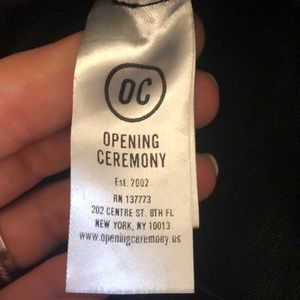 OC
OPENING
CEREMONY
Est. 2002
RN 137773
202 CENTRE ST. 8TH FL
NEW YORK, NY 10013
www.openingceremony.us